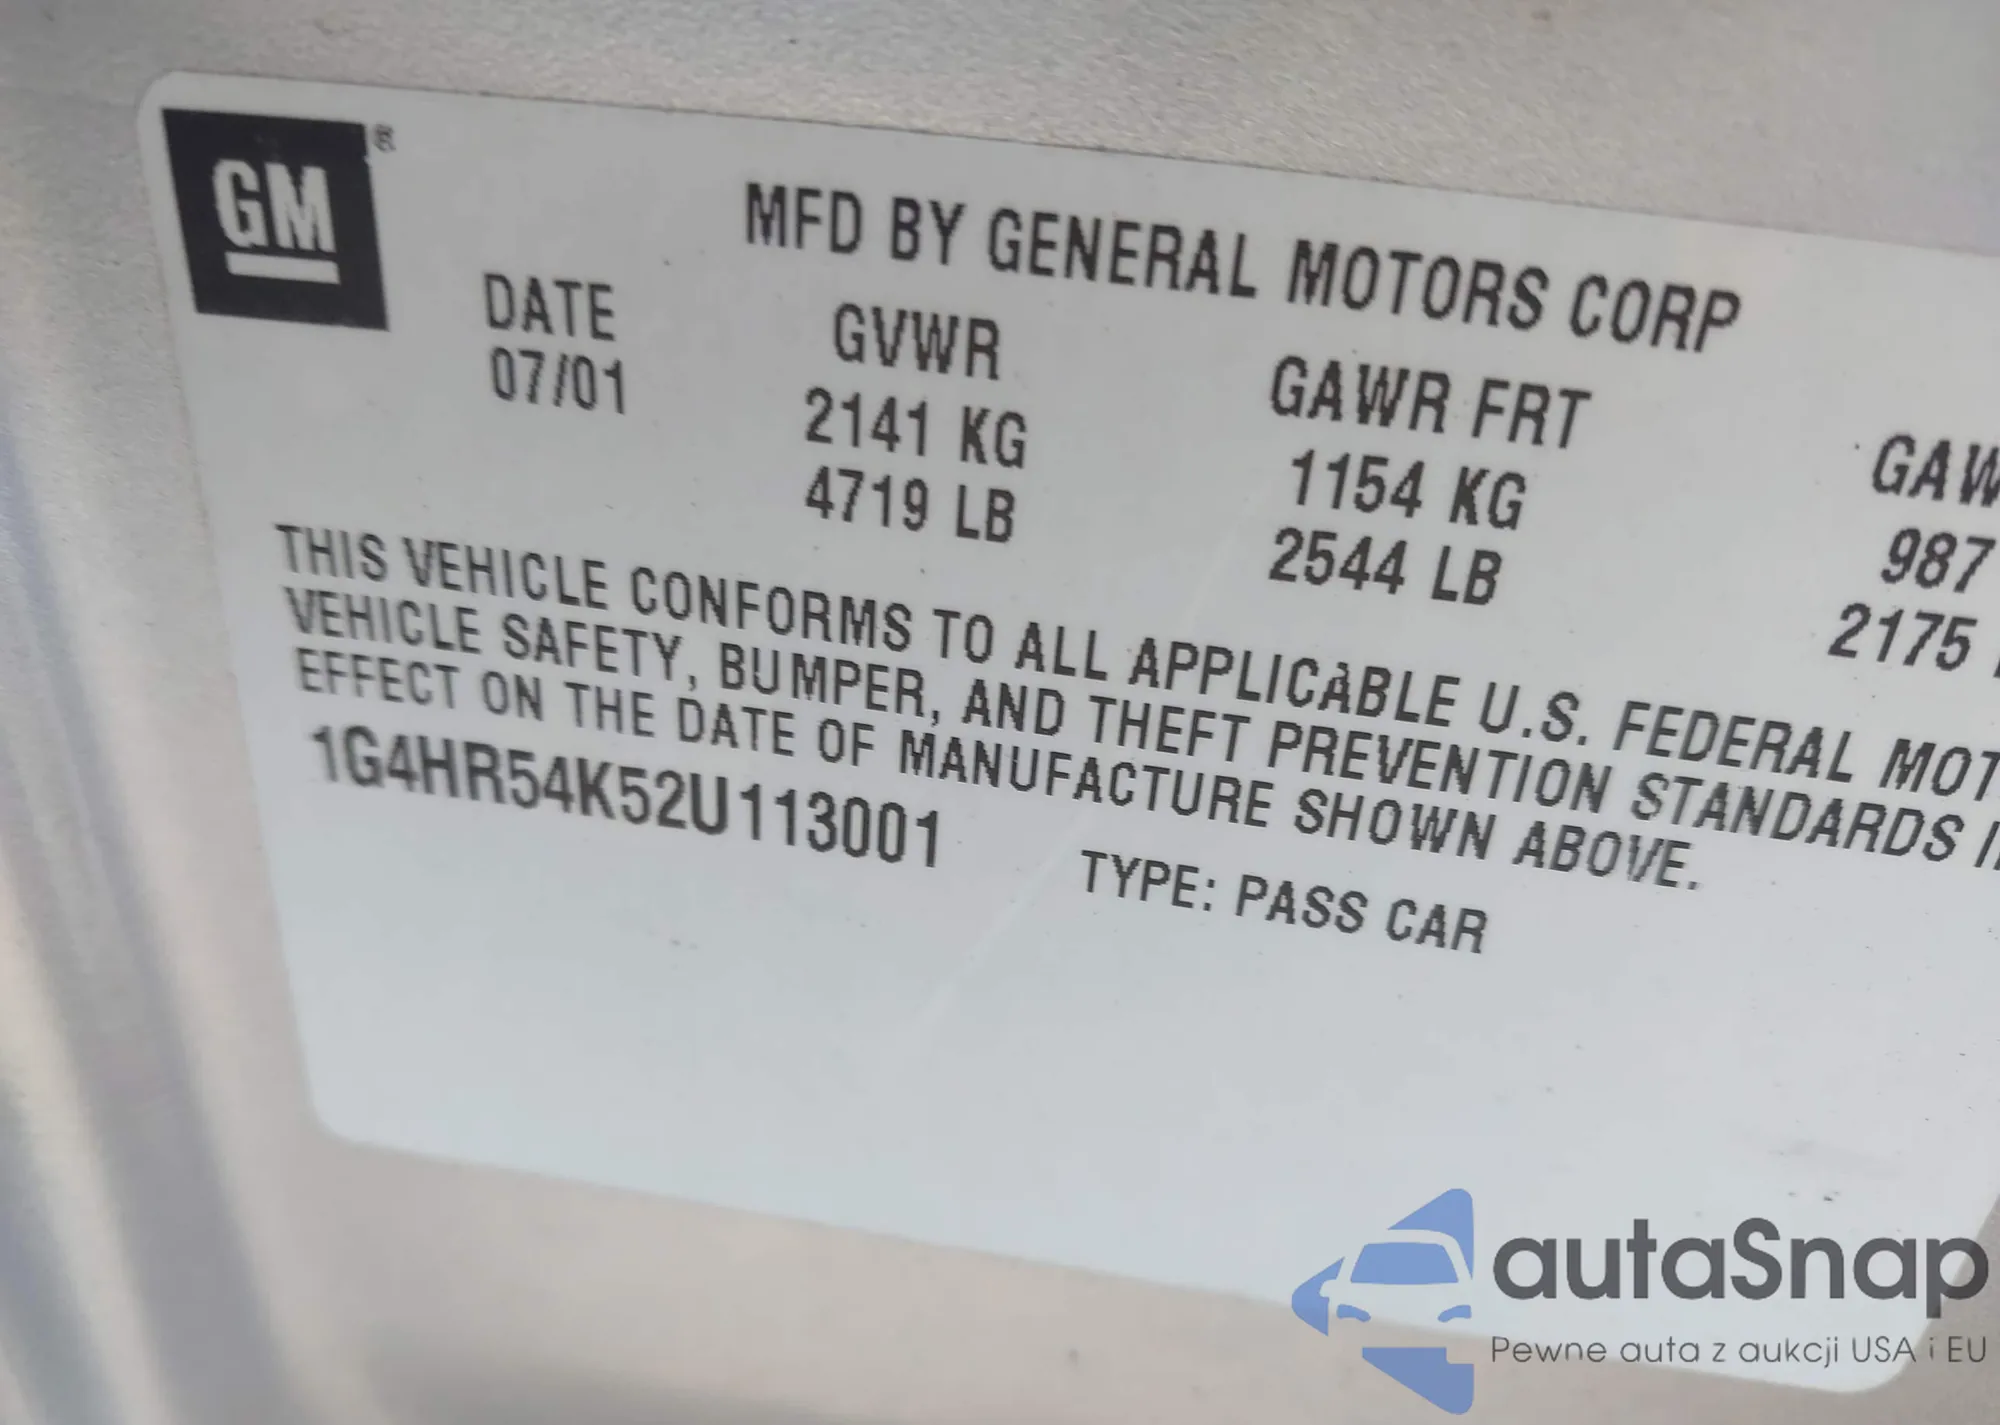 GM®
MFD BY GENERAL MOTORS CORP
DATE GVWR GAWR FRT
07/01 2141 KG 1154 KG 987
4719 LB 2544 LB 2175
THIS VEHICLE CONFORMS TO ALL APPLICABLE U.S. FEDERAL
VEHICLE SAFETY, BUMPER, AND THEFT PREVENTION STANDARDS
EFFECT ON THE DATE OF MANUFACTURE SHOWN ABOVE.
1G4HR54K52U113001 TYPE: PASS CAR
autaSnap
Pewne auta z aukcji USA i EU